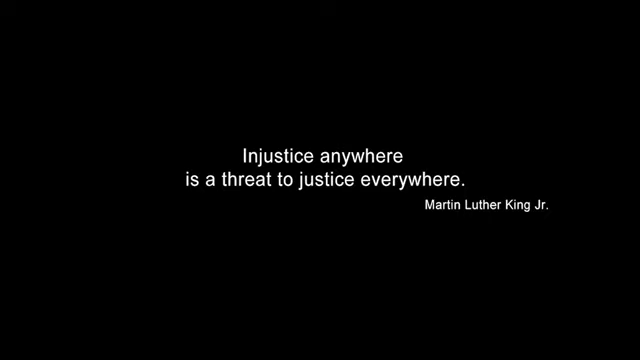 Injustice anywhere
is a threat to justice everywhere.
Martin Luther King Jr.